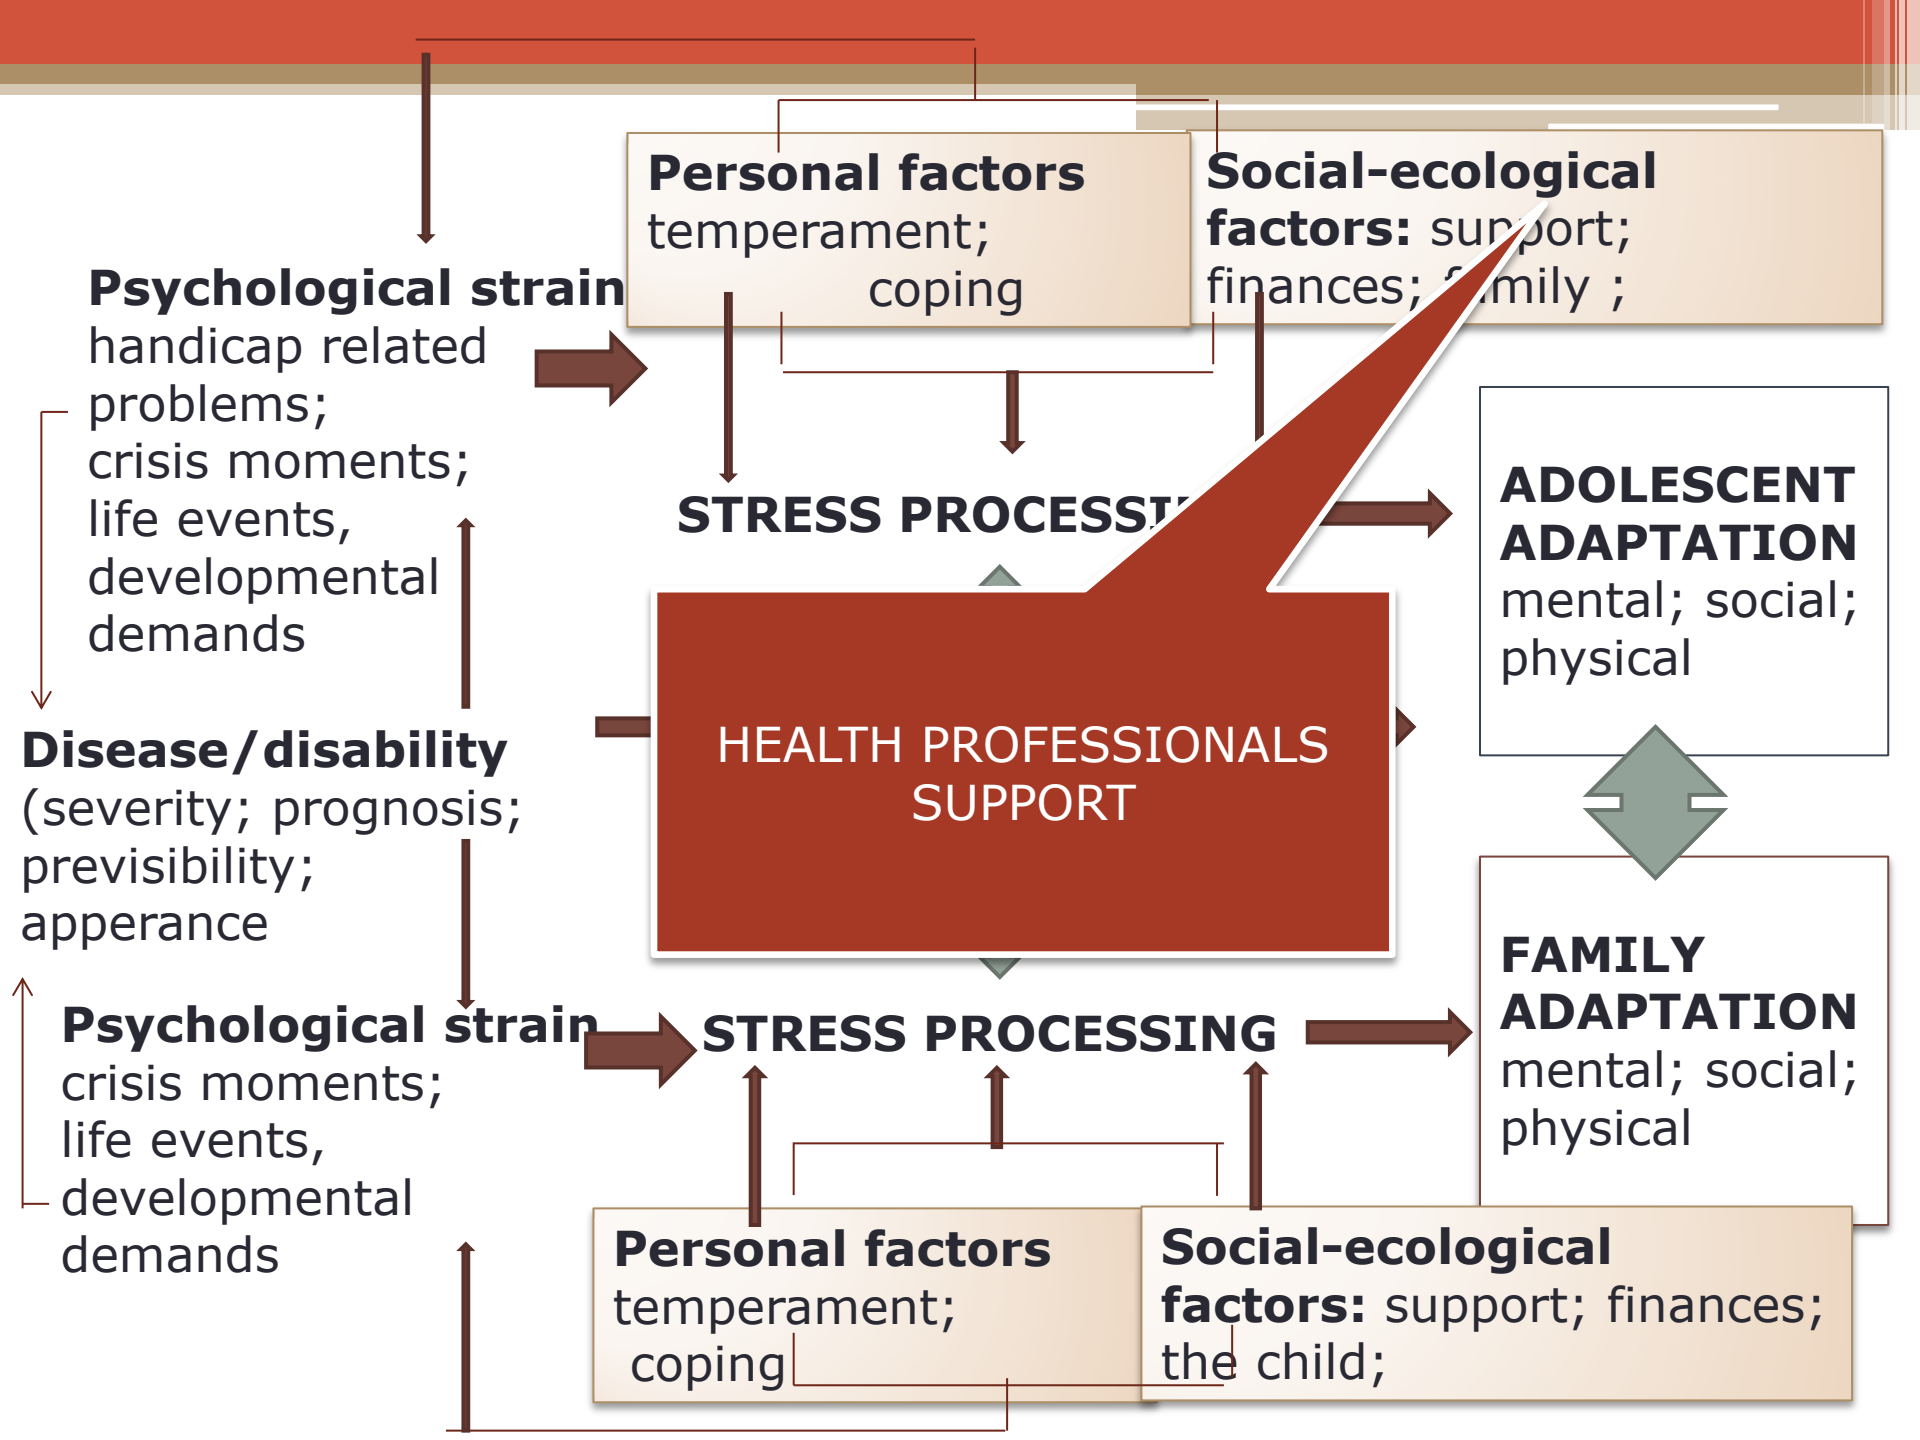 Personal factors
temperament;
coping
Social-ecological
factors: support;
finances; family ;
Psychological strain
handicap related
problems;
crisis moments;
life events,
developmental
demands
STRESS PROCESSING
ADOLESCENT
ADAPTATION
mental; social;
physical
Disease/disability
(severity; prognosis;
previsibility;
apperance
HEALTH PROFESSIONALS
SUPPORT
FAMILY
ADAPTATION
mental; social;
physical
Psychological strain
crisis moments;
life events,
developmental
demands
STRESS PROCESSING
Personal factors
temperament;
coping
Social-ecological
factors: support; finances;
the child;